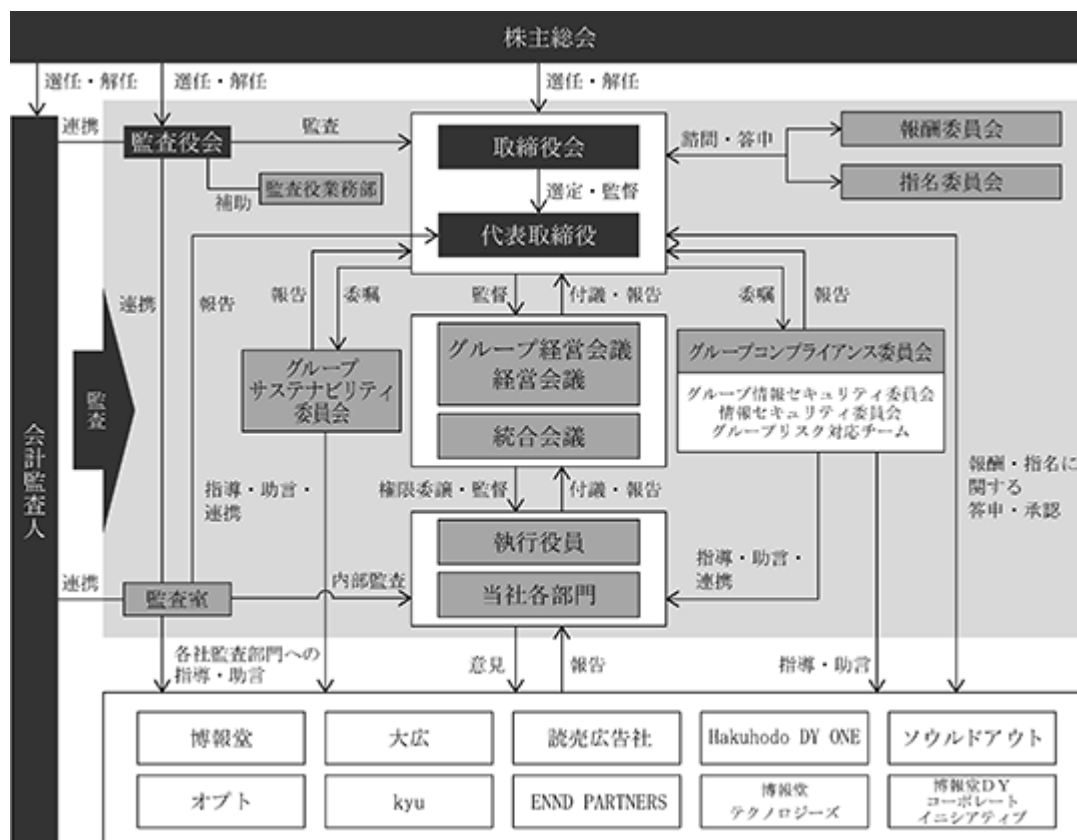 株主総会
選任・解任
選任・解任
選任・解任
連携
監査役会
監査
取締役会
諮問・答申
報酬委員会
指名委員会
補助
監査役業務部
選定・監督
代表取締役
連携
報告
報告
委嘱
監督
付議・報告
委嘱
報告
監査
会計監査人
グループ
サステナビリティ
委員会
グループ経営会議
経営会議
統合会議
グループコンプライアンス委員会
グループ情報セキュリティ委員会
情報セキュリティ委員会
グループリスク対応チーム
指導・助言・
連携
権限委譲・監督
付議・報告
報酬・指名に
関する
答申・承認
執行役員
当社各部門
指導・助言・
連携
連携
監査室
内部監査
各社監査部門への
指導・助言
意見
報告
指導・助言
博報堂
大広
読売広告社
Hakuhodo DY ONE
ソウルドアウト
オプト
kyu
ENND PARTNERS
博報堂
テクノロジーズ
博報堂DY
コーポレート
イニシアティブ